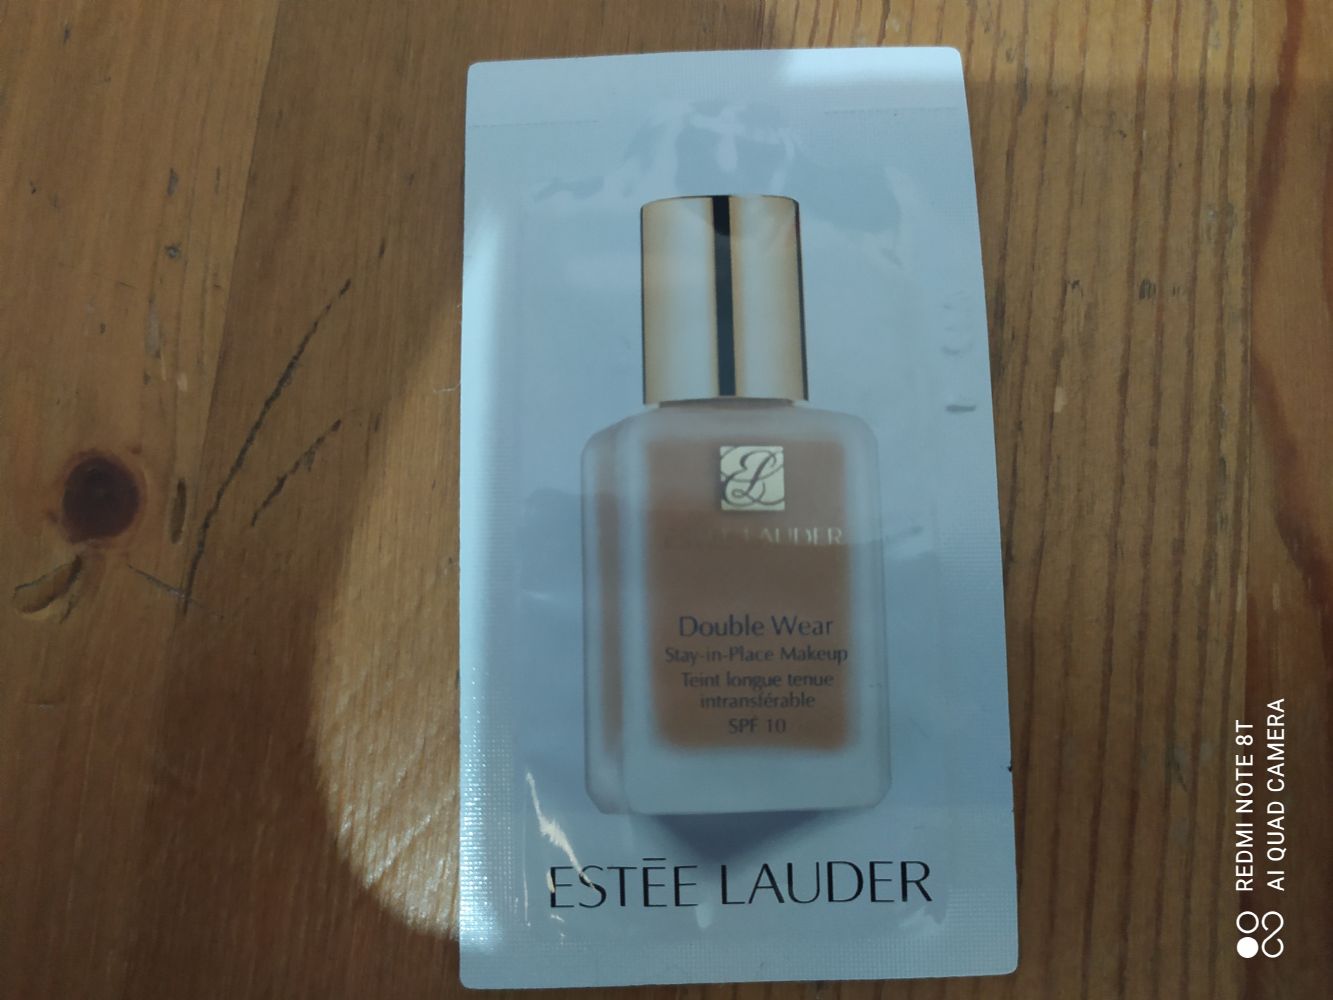 ESTĒE LAUDER
Double Wear
Stay-in-Place Makeup
Teint longue tenue
intransférable
SPF 10
ESTĒE LAUDER
REDMI NOTE 8T
AI QUAD CAMERA